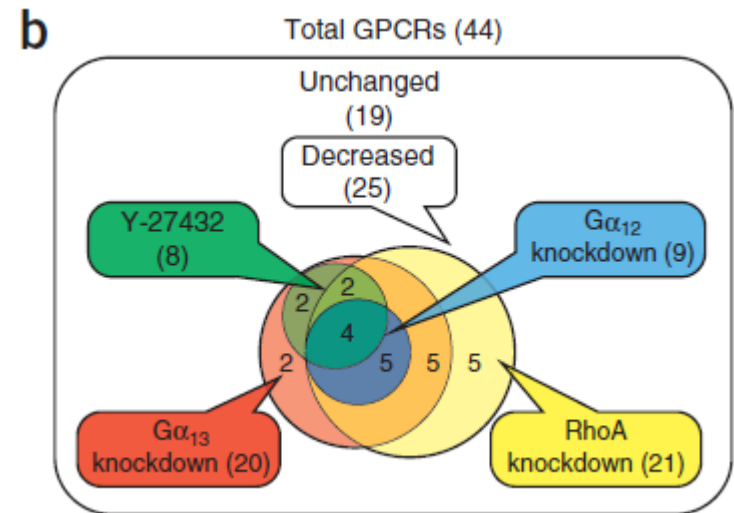 b
Total GPCRs (44)
Unchanged
(19)
Decreased
(25)
Y-27432
(8)
Gα₁₂
knockdown (9)
2
2
4
2
5
5
5
Gα₁₃
knockdown (20)
RhoA
knockdown (21)